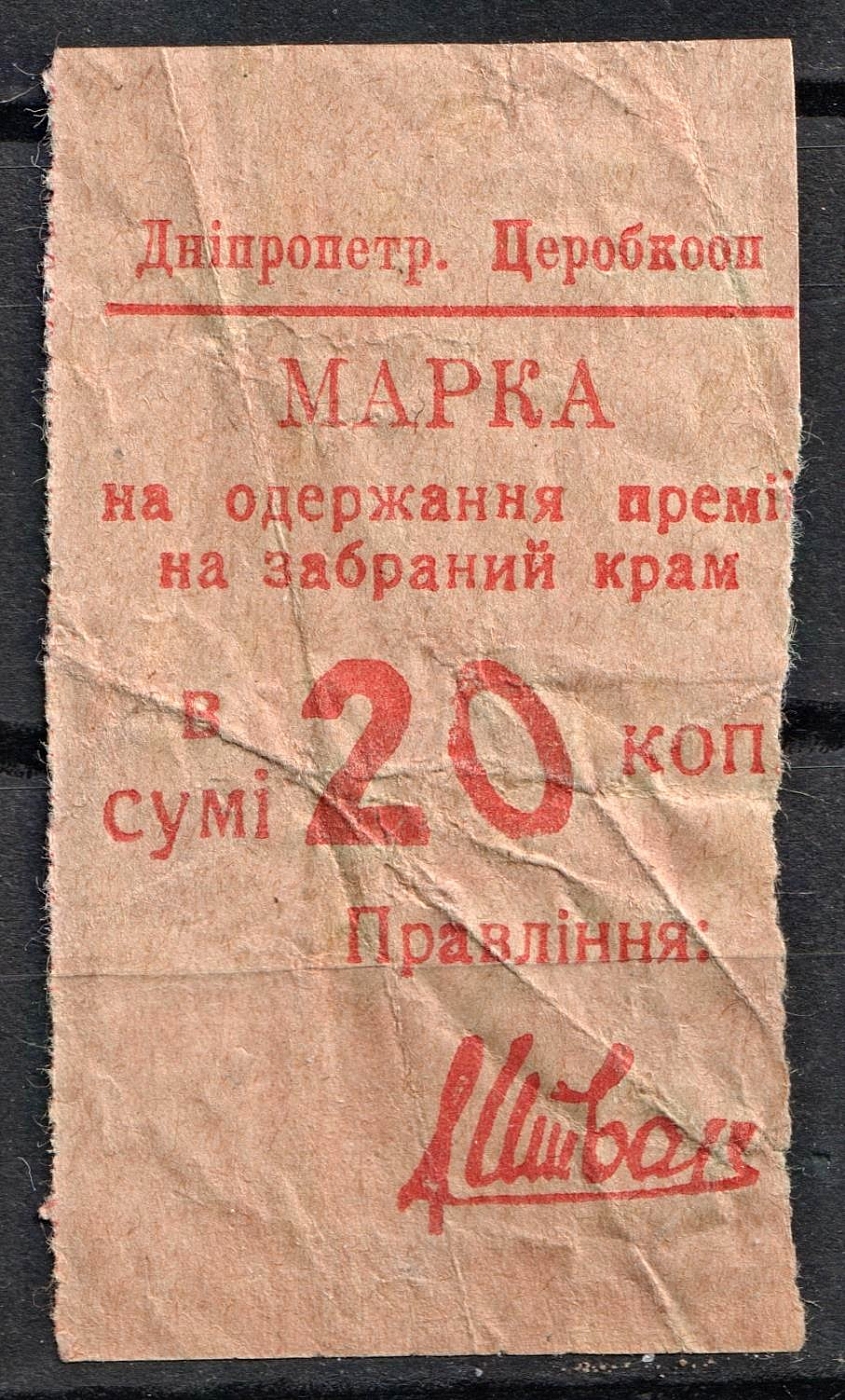 Дніпропетр. Церобкооп
МАРКА
на одержання премії
на забраний крам
в
сумі 20 коп
Правління: